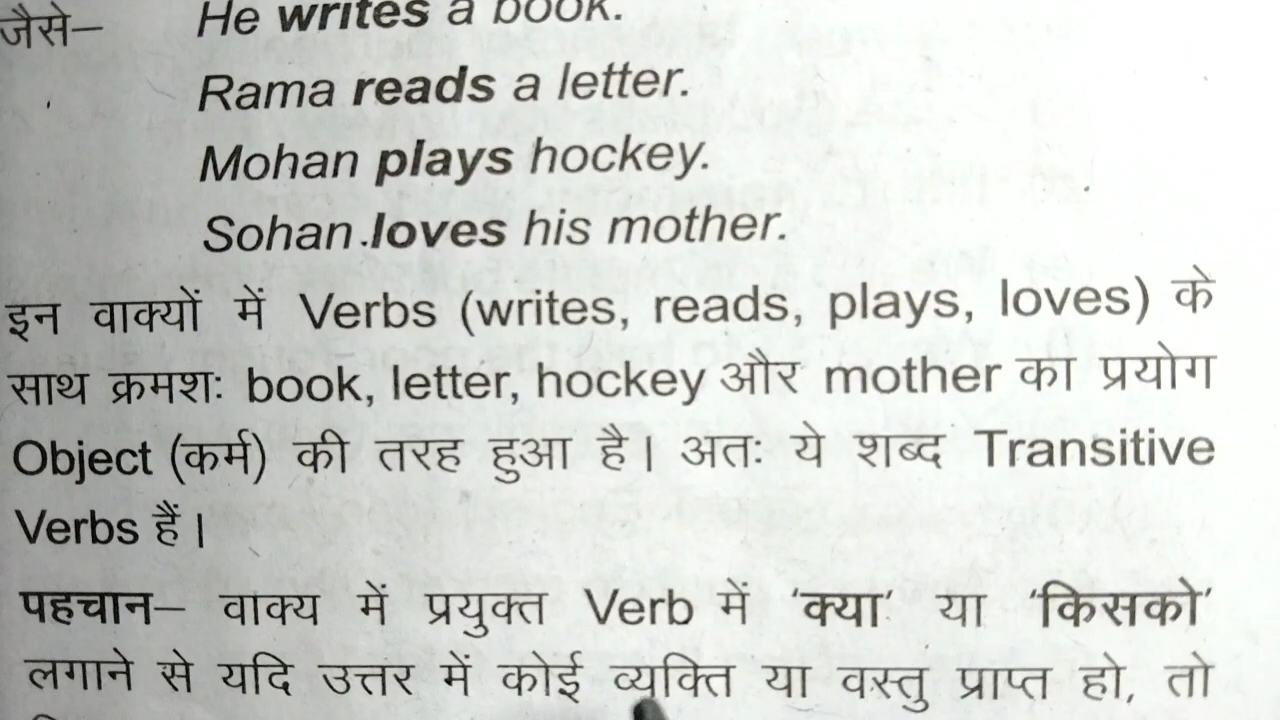 जैसे– He writes a book.
Rama reads a letter.
Mohan plays hockey.
Sohan loves his mother.
इन वाक्यों में Verbs (writes, reads, plays, loves) के
साथ क्रमशः book, letter, hockey और mother का प्रयोग
Object (कर्म) की तरह हुआ है। अतः ये शब्द Transitive
Verbs हैं।
पहचान– वाक्य में प्रयुक्त Verb में 'क्या' या 'किसको'
लगाने से यदि उत्तर में कोई व्यक्ति या वस्तु प्राप्त हो, तो